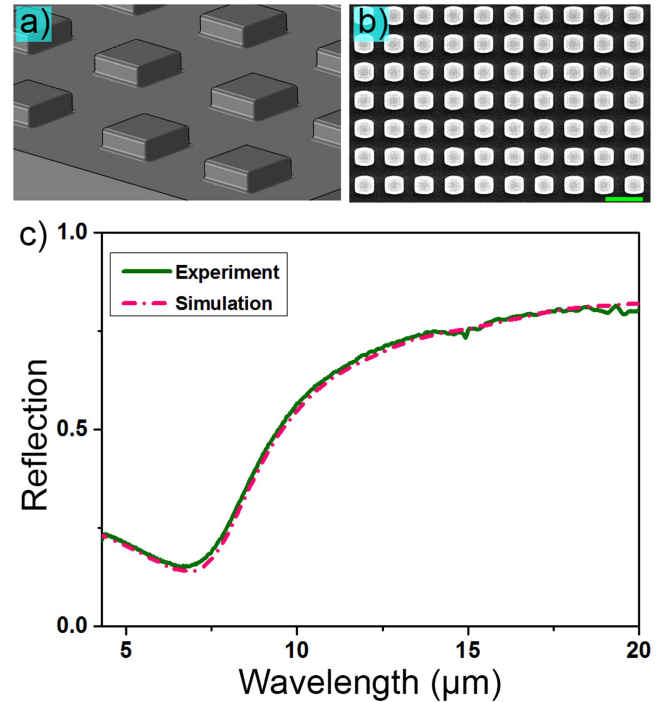 a)
b)
c)
1.0
Experiment
Simulation
0.5
Reflection
0.0
5
10
15
20
Wavelength (µm)